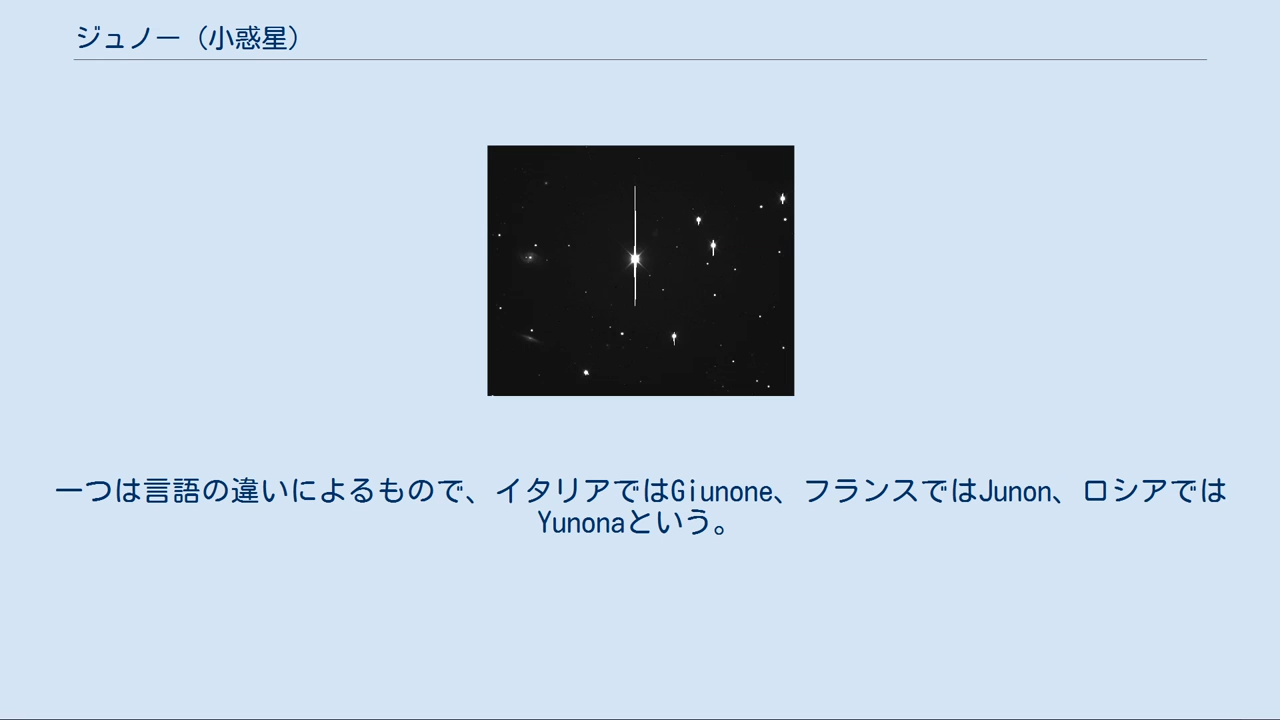 ジュノー（小惑星）
一つは言語の違いによるもので、イタリアではGiunone、フランスではJunon、ロシアでは
Yunonaという。